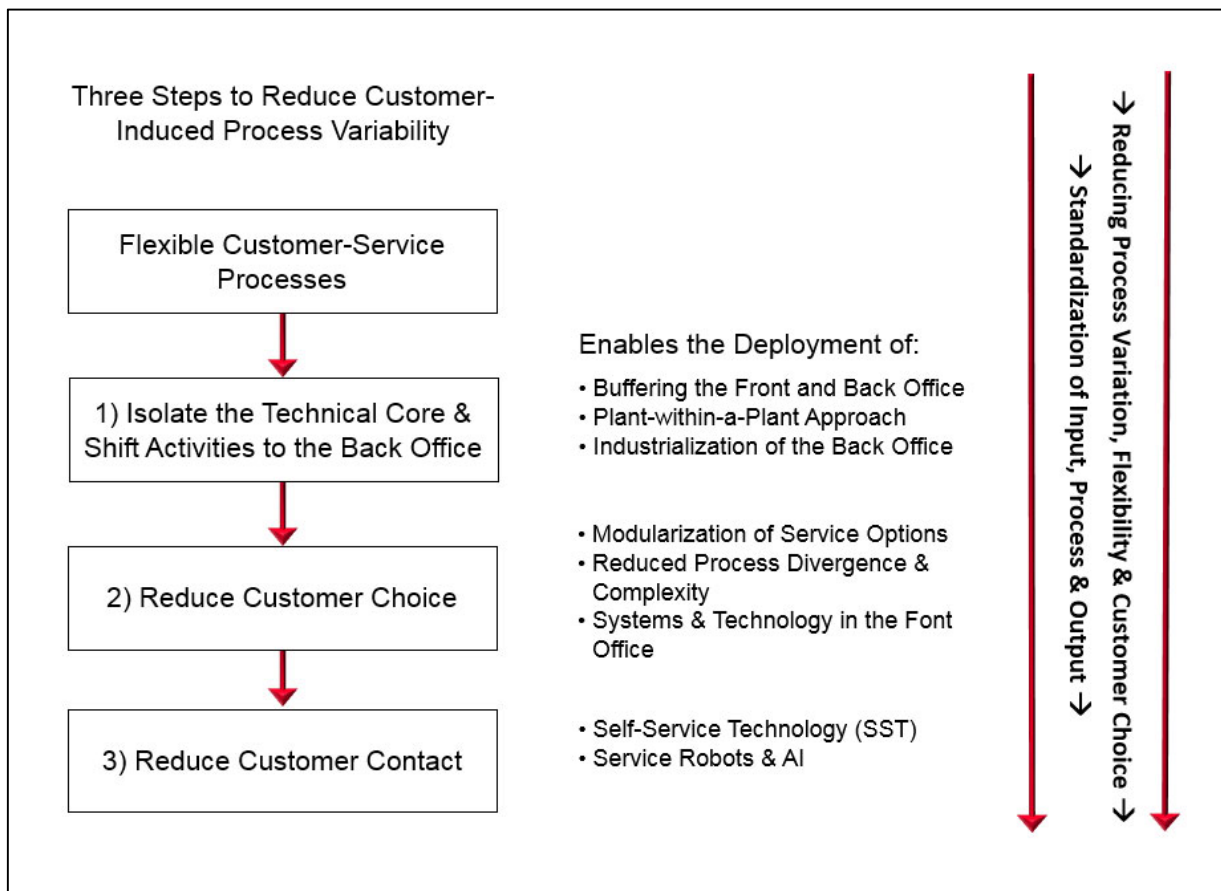 Three Steps to Reduce Customer-
Induced Process Variability
Flexible Customer-Service
Processes
1) Isolate the Technical Core &
Shift Activities to the Back Office
2) Reduce Customer Choice
3) Reduce Customer Contact
Enables the Deployment of:
• Buffering the Front and Back Office
• Plant-within-a-Plant Approach
• Industrialization of the Back Office
• Modularization of Service Options
• Reduced Process Divergence &
Complexity
• Systems & Technology in the Font
Office
• Self-Service Technology (SST)
• Service Robots & AI
→ Reducing Process Variation, Flexibility & Customer Choice →
→ Standardization of Input, Process & Output →